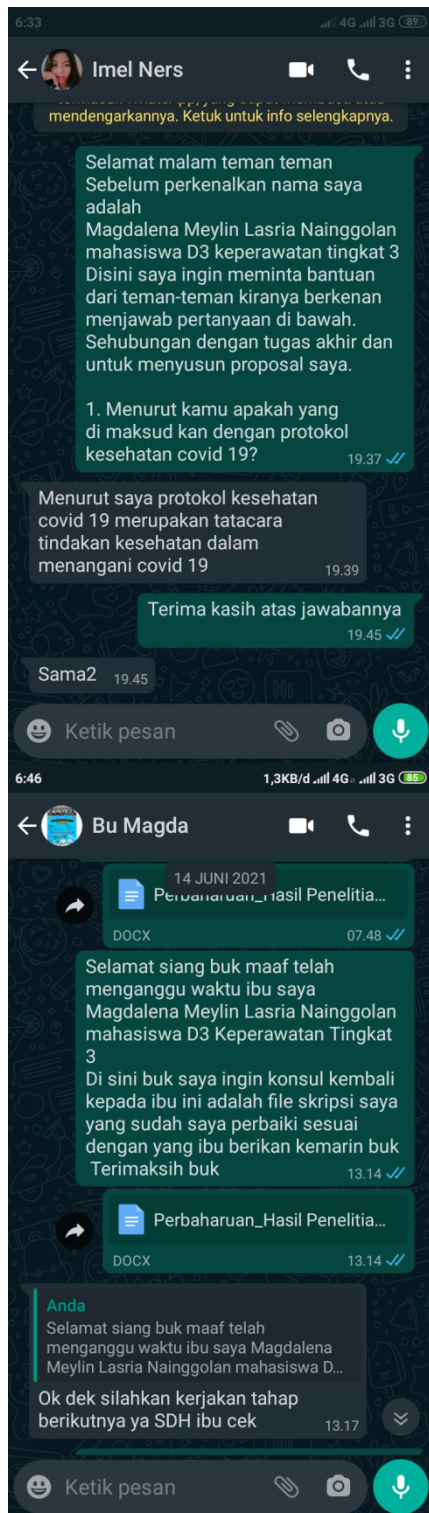 6:33
4G 3G 89
Imel Ners
mendengarkannya. Ketuk untuk info selengkapnya.
Selamat malam teman teman
Sebelum perkenalkan nama saya
adalah
Magdalena Meylin Lasria Nainggolan
mahasiswa D3 keperawatan tingkat 3
Disini saya ingin meminta bantuan
dari teman-teman kiranya berkenan
menjawab pertanyaan di bawah.
Sehubungan dengan tugas akhir dan
untuk menyusun proposal saya.
1. Menurut kamu apakah yang
di maksud kan dengan protokol
kesehatan covid 19?
19.37
Menurut saya protokol kesehatan
covid 19 merupakan tatacara
tindakan kesehatan dalam
menangani covid 19
19.39
Terima kasih atas jawabannya
19.45
Sama2 19.45
Ketik pesan
6:46
1,3KB/d 4G 3G 85
Bu Magda
14 JUNI 2021
Perbaharuan_Hasil Penelitia...
DOCX 07.48
Selamat siang buk maaf telah
menganggu waktu ibu saya
Magdalena Meylin Lasria Nainggolan
mahasiswa D3 Keperawatan Tingkat
3
Di sini buk saya ingin konsul kembali
kepada ibu ini adalah file skripsi saya
yang sudah saya perbaiki sesuai
dengan yang ibu berikan kemarin buk
Terimaksih buk
13.14
Perbaharuan_Hasil Penelitia...
DOCX 13.14
Anda
Selamat siang buk maaf telah
menganggu waktu ibu saya Magdalena
Meylin Lasria Nainggolan mahasiswa D...
Ok dek silahkan kerjakan tahap
berikutnya ya SDH ibu cek
13.17
Ketik pesan